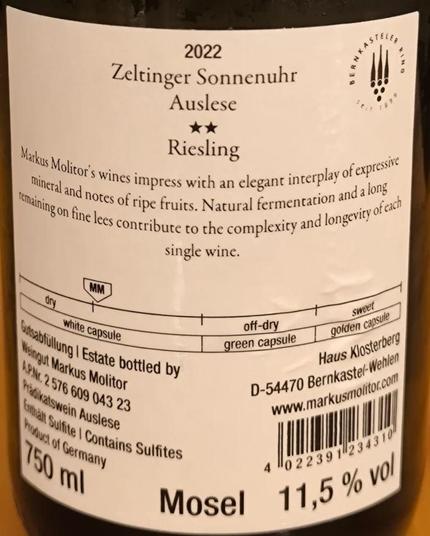 2022
BERNKASTELER RING
SEIT 1899
Zeltinger Sonnenuhr
Auslese
★★
Riesling
Markus Molitor's wines impress with an elegant interplay of expressive
mineral and notes of ripe fruits. Natural fermentation and a long
remaining on fine lees contribute to the complexity and longevity of each
single wine.
MM
dry
sweet
white capsule
off-dry
green capsule
golden capsule
Gutsabfüllung | Estate bottled by
Weingut Markus Molitor
A.P.Nr. 2 576 609 043 23
Prädikatswein Auslese
Enthält Sulfite | Contains Sulfites
Product of Germany
750 ml
Haus Klosterberg
D-54470 Bernkastel-Wehlen
www.markusmolitor.com
4 022391 234310
Mosel
11,5 % vol